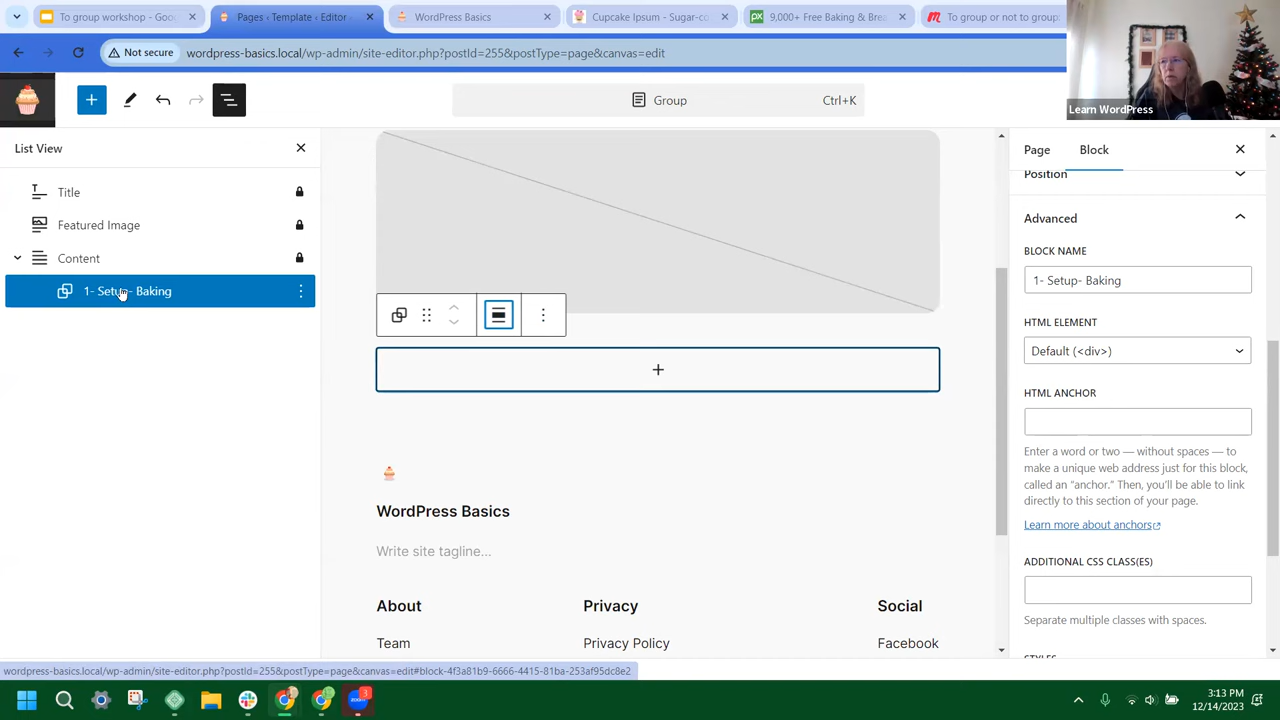 To group workshop - Goo
Pages ‹ Template ‹ Editor
WordPress Basics
Cupcake Ipsum - Sugar-co
9,000+ Free Baking & Brea
To group or not to group:
Not secure
wordpress-basics.local/wp-admin/site-editor.php?postId=255&postType=page&canvas=edit
Learn WordPress
Group
Ctrl+K
List View
Title
Featured Image
Content
1- Setup- Baking
WordPress Basics
Write site tagline...
About
Privacy
Social
Team
Privacy Policy
Facebook
Page
Block
Position
Advanced
BLOCK NAME
1- Setup- Baking
HTML ELEMENT
Default (<div>)
HTML ANCHOR
Enter a word or two — without spaces — to
make a unique web address just for this block,
called an “anchor.” Then, you’ll be able to link
directly to this section of your page.
Learn more about anchors
ADDITIONAL CSS CLASS(ES)
Separate multiple classes with spaces.
STYLES
wordpress-basics.local/wp-admin/site-editor.php?postId=255&postType=page&canvas=edit#block-4f3a81b9-6666-4415-81ba-253af95dc8e2
zoom
3
3:13 PM
12/14/2023